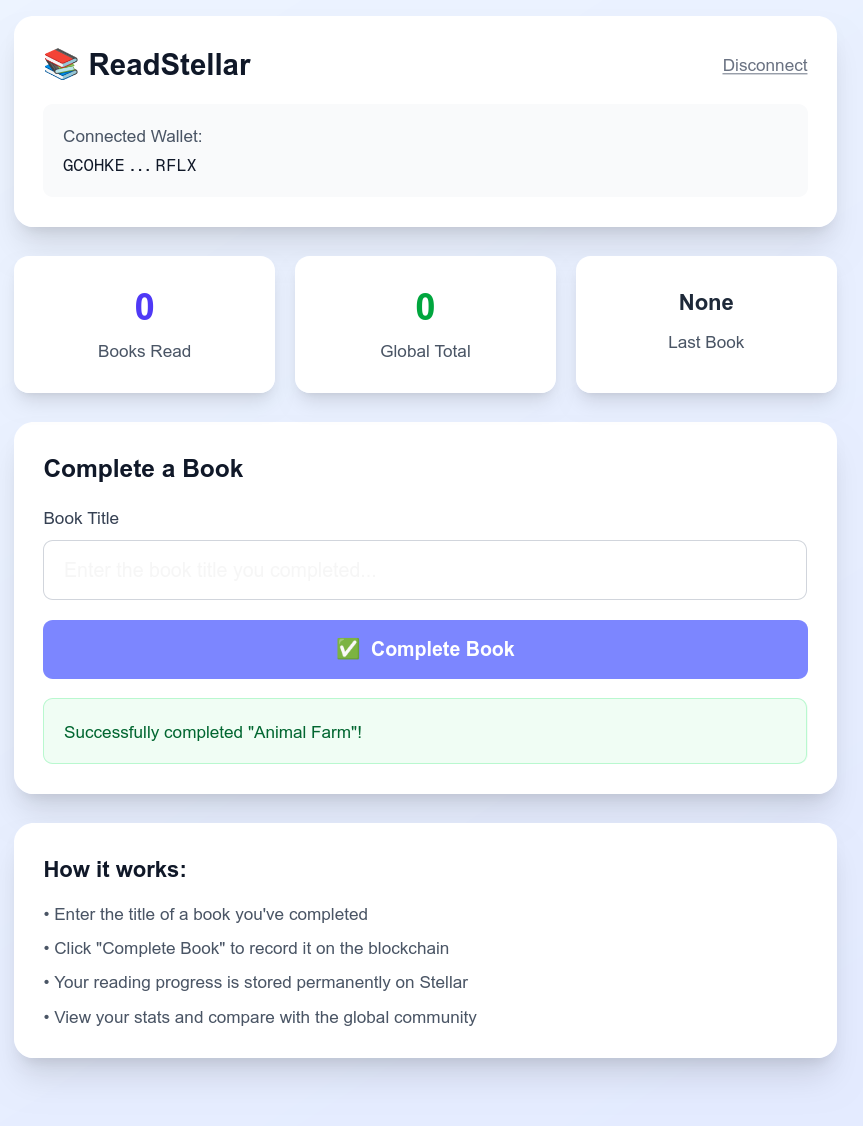 📚 ReadStellar
Disconnect
Connected Wallet:
GCOHKE...RFLX
0
Books Read
0
Global Total
None
Last Book
Complete a Book
Book Title
Enter the book title you completed...
✅ Complete Book
Successfully completed "Animal Farm"!
How it works:
• Enter the title of a book you've completed
• Click "Complete Book" to record it on the blockchain
• Your reading progress is stored permanently on Stellar
• View your stats and compare with the global community